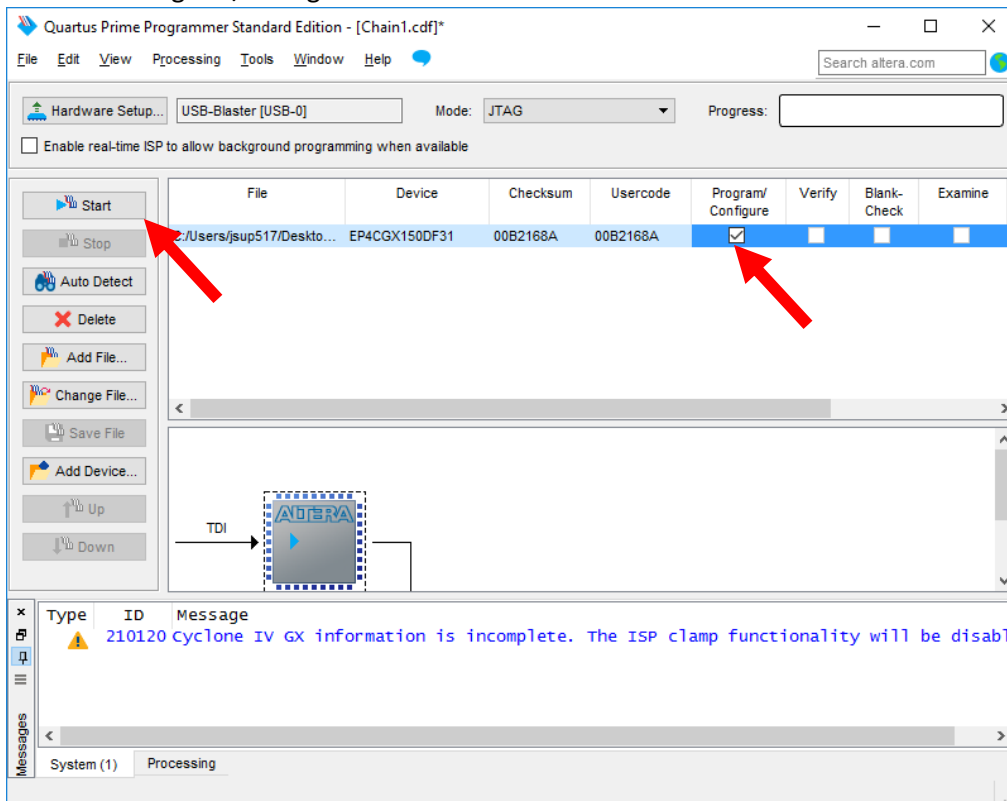 Quartus Prime Programmer Standard Edition - [Chain1.cdf]*
File Edit View Processing Tools Window Help
Search altera.com
Hardware Setup... USB-Blaster [USB-0] Mode: JTAG Progress:
Enable real-time ISP to allow background programming when available
File Device Checksum Usercode Program/ Configure Verify Blank- Check Examine
C:/Users/jsup517/Deskto... EP4CGX150DF31 00B2168A 00B2168A
Start
Stop
Auto Detect
Delete
Add File...
Change File...
Save File
Add Device...
Up
Down
TDI
ALTERA
Type ID Message
210120 Cyclone IV GX information is incomplete. The ISP clamp functionality will be disabl
Messages
System (1) Processing